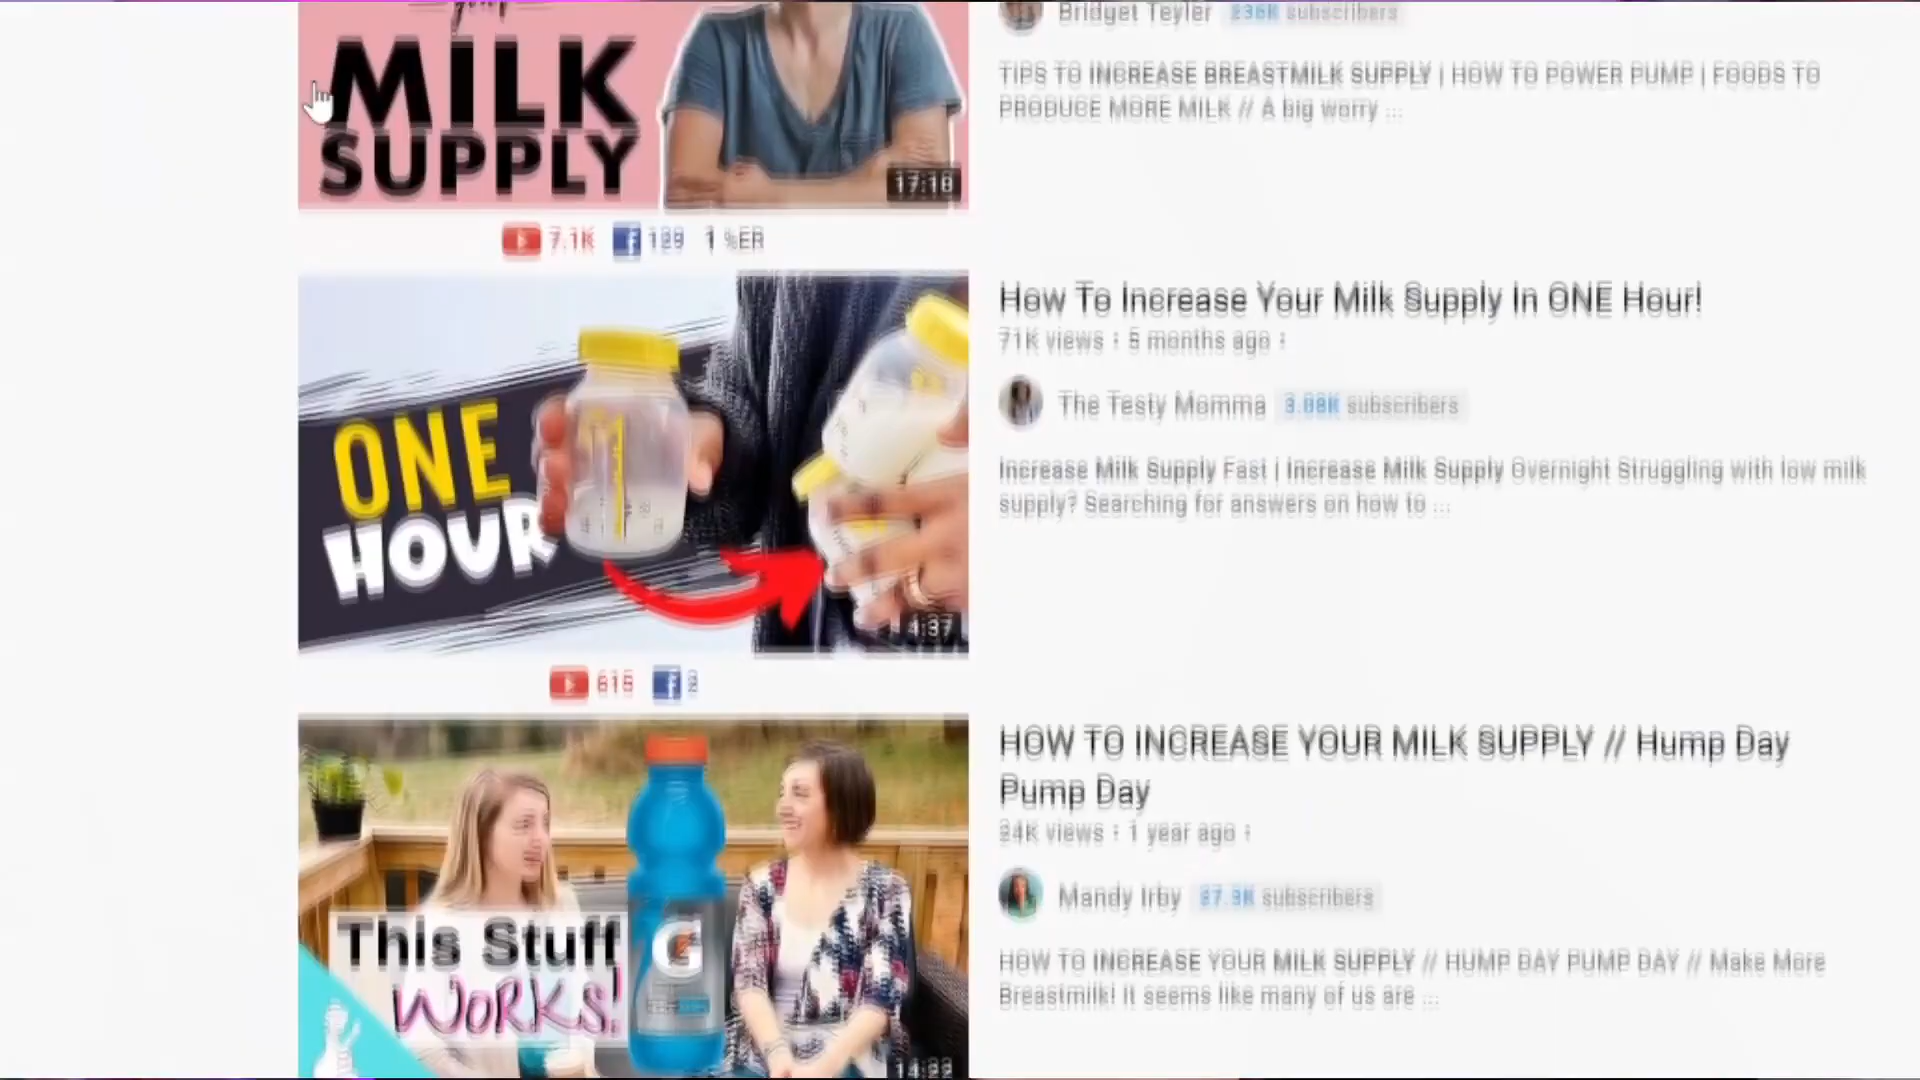 your
MILK
SUPPLY
17:18
Bridget Teyler 236K subscribers
TIPS TO INCREASE BREASTMILK SUPPLY | HOW TO POWER PUMP | FOODS TO
PRODUCE MORE MILK // A big worry ...
7.1K 129 1 %ER
ONE
HOUR
4:37
How To Increase Your Milk Supply In ONE Hour!
71K views : 5 months ago :
The Testy Momma 3.08K subscribers
Increase Milk Supply Fast | Increase Milk Supply Overnight Struggling with low milk
supply? Searching for answers on how to ...
615 2
This Stuff
WORKS!
G
14:22
HOW TO INCREASE YOUR MILK SUPPLY // Hump Day
Pump Day
24K views : 1 year ago :
Mandy Irby 37.3K subscribers
HOW TO INCREASE YOUR MILK SUPPLY // HUMP DAY PUMP DAY // Make More
Breastmilk! It seems like many of us are ...